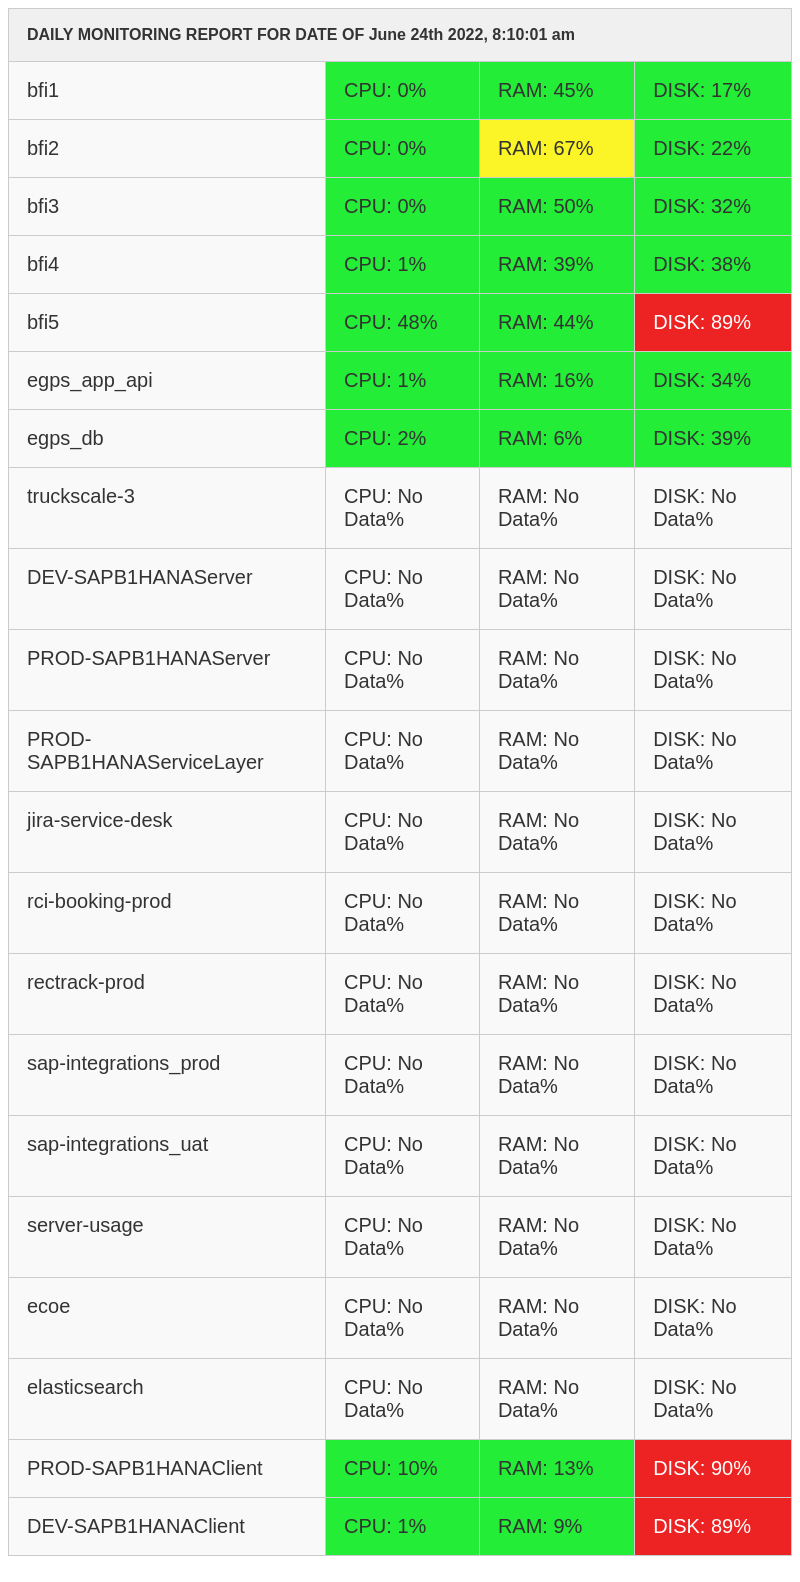 DAILY MONITORING REPORT FOR DATE OF June 24th 2022, 8:10:01 am
bfi1 CPU: 0% RAM: 45% DISK: 17%
bfi2 CPU: 0% RAM: 67% DISK: 22%
bfi3 CPU: 0% RAM: 50% DISK: 32%
bfi4 CPU: 1% RAM: 39% DISK: 38%
bfi5 CPU: 48% RAM: 44% DISK: 89%
egps_app_api CPU: 1% RAM: 16% DISK: 34%
egps_db CPU: 2% RAM: 6% DISK: 39%
truckscale-3 CPU: No RAM: No DISK: No
Data% Data% Data%
DEV-SAPB1HANAServer CPU: No RAM: No DISK: No
Data% Data% Data%
PROD-SAPB1HANAServer CPU: No RAM: No DISK: No
Data% Data% Data%
PROD- CPU: No RAM: No DISK: No
SAPB1HANAServiceLayer Data% Data% Data%
jira-service-desk CPU: No RAM: No DISK: No
Data% Data% Data%
rci-booking-prod CPU: No RAM: No DISK: No
Data% Data% Data%
rectrack-prod CPU: No RAM: No DISK: No
Data% Data% Data%
sap-integrations_prod CPU: No RAM: No DISK: No
Data% Data% Data%
sap-integrations_uat CPU: No RAM: No DISK: No
Data% Data% Data%
server-usage CPU: No RAM: No DISK: No
Data% Data% Data%
ecoe CPU: No RAM: No DISK: No
Data% Data% Data%
elasticsearch CPU: No RAM: No DISK: No
Data% Data% Data%
PROD-SAPB1HANAClient CPU: 10% RAM: 13% DISK: 90%
DEV-SAPB1HANAClient CPU: 1% RAM: 9% DISK: 89%